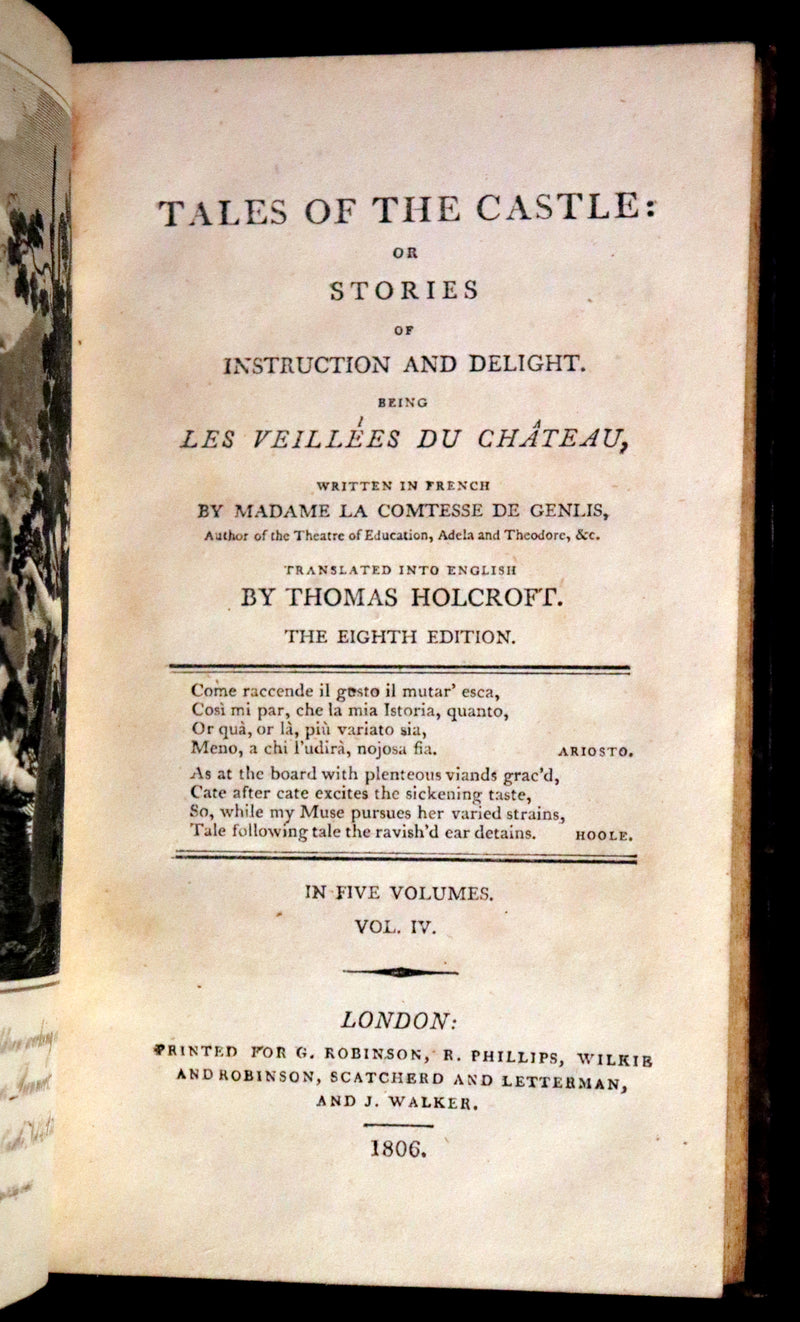 TALES OF THE CASTLE:
OR
STORIES
OF
INSTRUCTION AND DELIGHT.
BEING
LES VEILLÉES DU CHÂTEAU,
WRITTEN IN FRENCH
BY MADAME LA COMTESSE DE GENLIS,
Author of the Theatre of Education, Adela and Theodore, &c.
TRANSLATED INTO ENGLISH
BY THOMAS HOLCROFT.
THE EIGHTH EDITION.
Come raccende il gusto il mutar' esca,
Così mi par, che la mia Istoria, quanto,
Or quà, or là, più variato sia,
Meno, a chi l'udirà, nojosa fia.
ARIOSTO.
As at the board with plenteous viands grac'd,
Cate after cate excites the sickening taste,
So, while my Muse pursues her varied strains,
Tale following tale the ravish'd ear detains.
HOOLE.
IN FIVE VOLUMES.
VOL. IV.
LONDON:
PRINTED FOR G. ROBINSON, R. PHILLIPS, WILKIE
AND ROBINSON, SCATCHERD AND LETTERMAN,
AND J. WALKER.
1806.